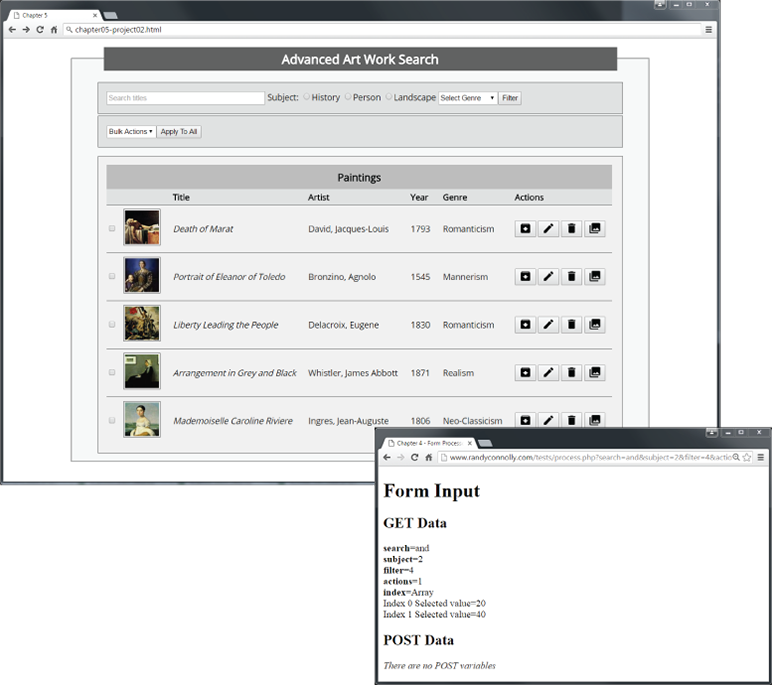 Chapter 5
chapter05-project02.html
Advanced Art Work Search
Search titles Subject: History Person Landscape Select Genre Filter
Bulk Actions Apply To All
Paintings
Title Artist Year Genre Actions
Death of Marat David, Jacques-Louis 1793 Romanticism
Portrait of Eleanor of Toledo Bronzino, Agnolo 1545 Mannerism
Liberty Leading the People Delacroix, Eugene 1830 Romanticism
Arrangement in Grey and Black Whistler, James Abbott 1871 Realism
Mademoiselle Caroline Riviere Ingres, Jean-Auguste 1806 Neo-Classicism
Chapter 4 - Form Process
www.randyconnolly.com/tests/process.php?search=and&subject=2&filter=4&actio
Form Input
GET Data
search=and
subject=2
filter=4
actions=1
index=Array
Index 0 Selected value=20
Index 1 Selected value=40
POST Data
There are no POST variables